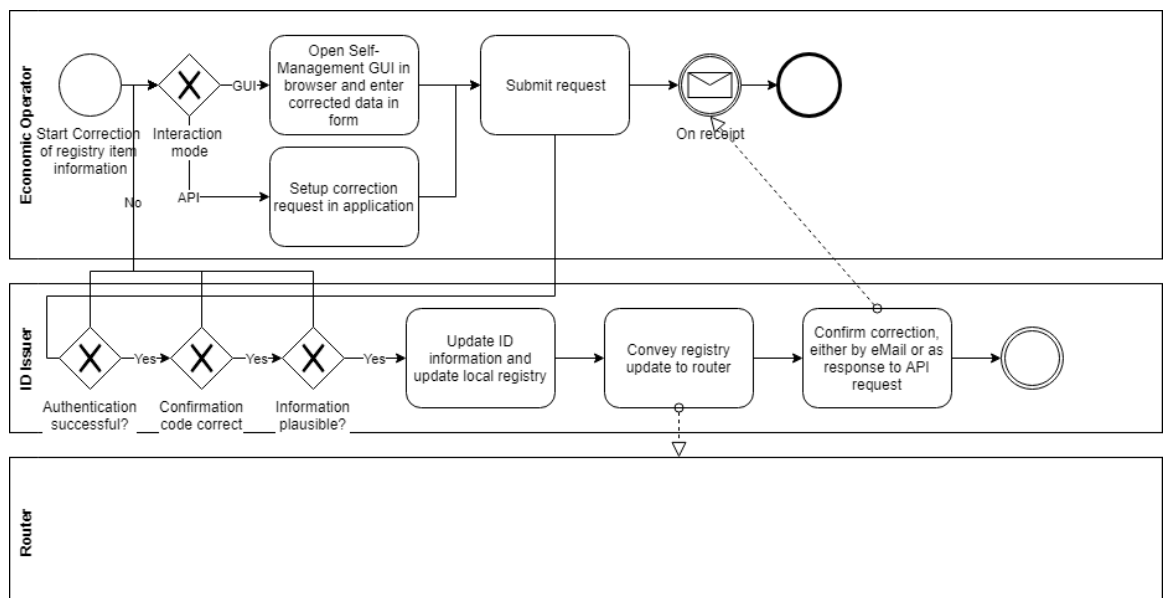 Economic Operator
Start Correction
of registry item
information
Interaction
mode
GUI
API
No
Open Self-
Management GUI in
browser and enter
corrected data in
form
Setup correction
request in application
Submit request
On receipt
ID Issuer
Authentication
successful?
Yes
Confirmation
code correct
Yes
Information
plausible?
Yes
Update ID
information and
update local registry
Convey registry
update to router
Confirm correction,
either by eMail or as
response to API
request
Router